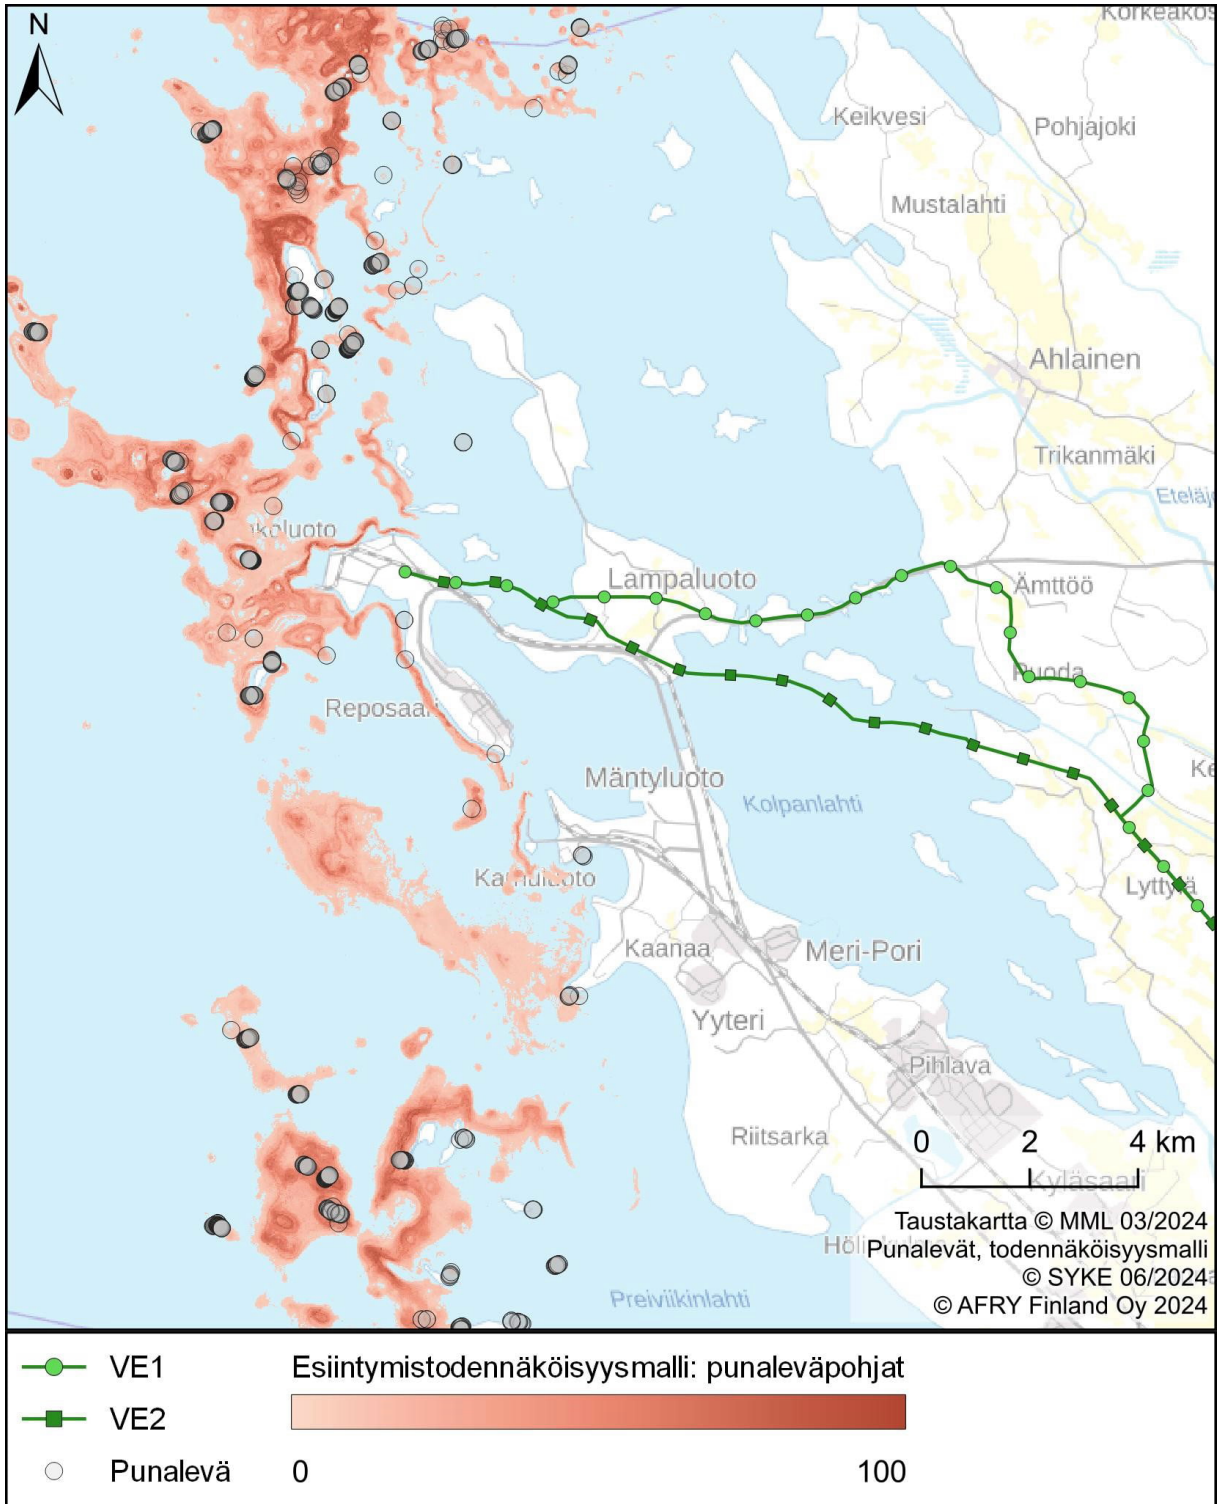 N
Korkeakos
Keikvesi
Pohjajoki
Mustalahti
Ahlainen
Trikanmäki
Eteläj
koluoto
Lampaluoto
Ämttöö
Puoda
Reposaari
Mäntyluoto
Ke
Kolpanlahti
Lyttylä
Kaanaa
Meri-Pori
Yyteri
Pihlava
Riitsarka
0 2 4 km
Kyläsaari
Taustakartta © MML 03/2024
Punalevät, todennäköisyysmalli
© SYKE 06/2024
© AFRY Finland Oy 2024
Preiviikinlahti
VE1
VE2
Punalevä
Esiintymistodennäköisyysmalli: punaleväpohjat
0 100